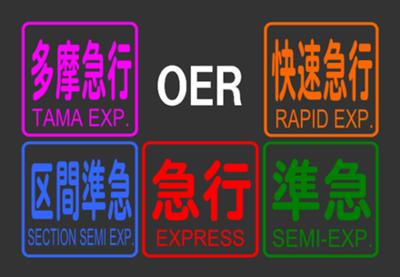 多摩急行
TAMA EXP.
OER
快速急行
RAPID EXP.
区間準急
SECTION SEMI EXP.
急行
EXPRESS
準急
SEMI-EXP.